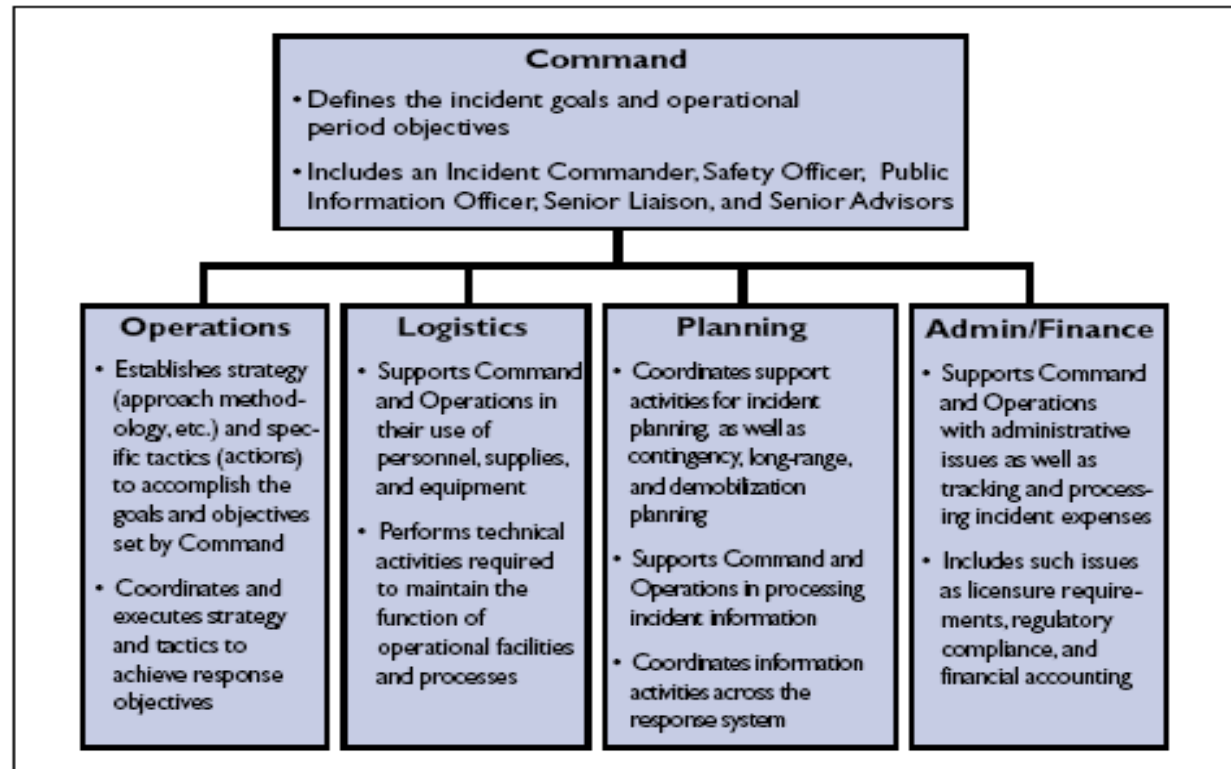 Command
• Defines the incident goals and operational
period objectives
• Includes an Incident Commander, Safety Officer, Public
Information Officer, Senior Liaison, and Senior Advisors
Operations
• Establishes strategy
(approach method-
ology, etc.) and spec-
ific tactics (actions)
to accomplish the
goals and objectives
set by Command
• Coordinates and
executes strategy
and tactics to
achieve response
objectives
Logistics
• Supports Command
and Operations in
their use of
personnel, supplies,
and equipment
• Performs technical
activities required
to maintain the
function of
operational facilities
and processes
Planning
• Coordinates support
activities for incident
planning, as well as
contingency, long-range,
and demobilization
planning
• Supports Command and
Operations in processing
incident information
• Coordinates information
activities across the
response system
Admin/Finance
• Supports Command
and Operations
with administrative
issues as well as
tracking and process-
ing incident expenses
• Includes such issues
as licensure require-
ments, regulatory
compliance, and
financial accounting